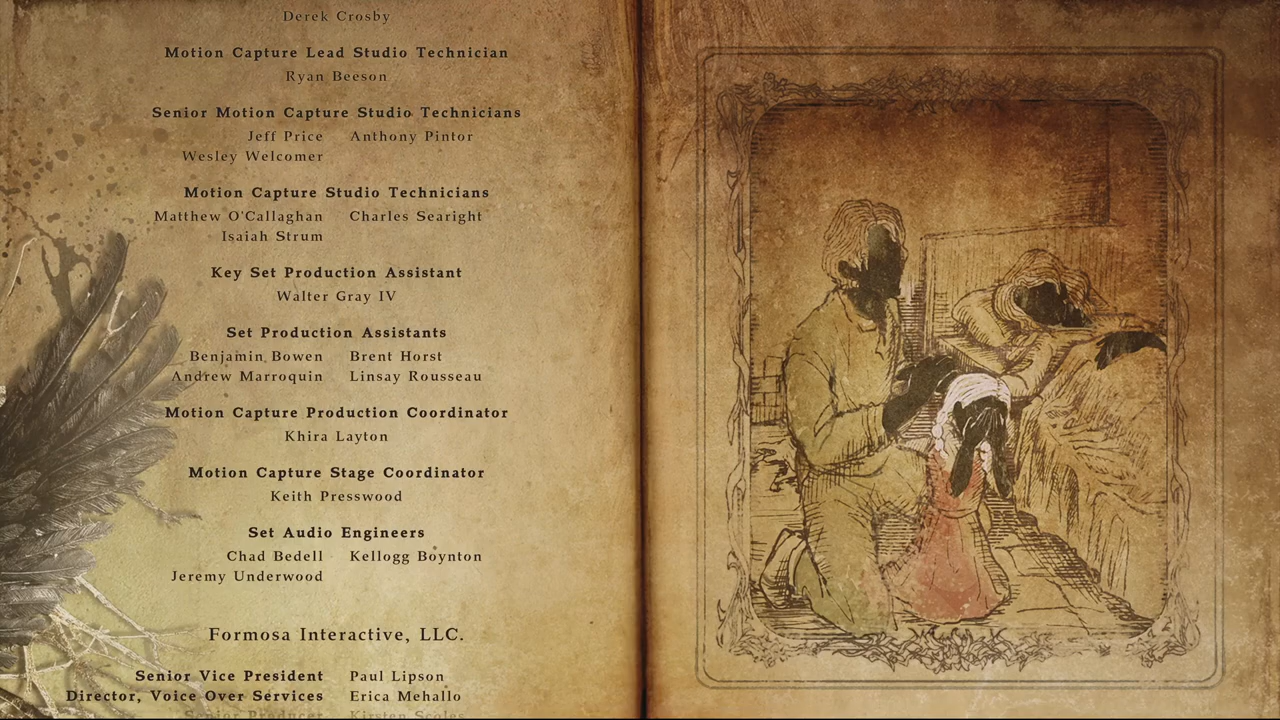 Derek Crosby
Motion Capture Lead Studio Technician
Ryan Beeson
Senior Motion Capture Studio Technicians
Jeff Price Anthony Pintor
Wesley Welcomer
Motion Capture Studio Technicians
Matthew O'Callaghan Charles Searight
Isaiah Strum
Key Set Production Assistant
Walter Gray IV
Set Production Assistants
Benjamin Bowen Brent Horst
Andrew Marroquin Linsay Rousseau
Motion Capture Production Coordinator
Khira Layton
Motion Capture Stage Coordinator
Keith Presswood
Set Audio Engineers
Chad Bedell Kellogg Boynton
Jeremy Underwood
Formosa Interactive, LLC.
Senior Vice President Paul Lipson
Director, Voice Over Services Erica Mehallo
Senior Producer Kirsten Scoles